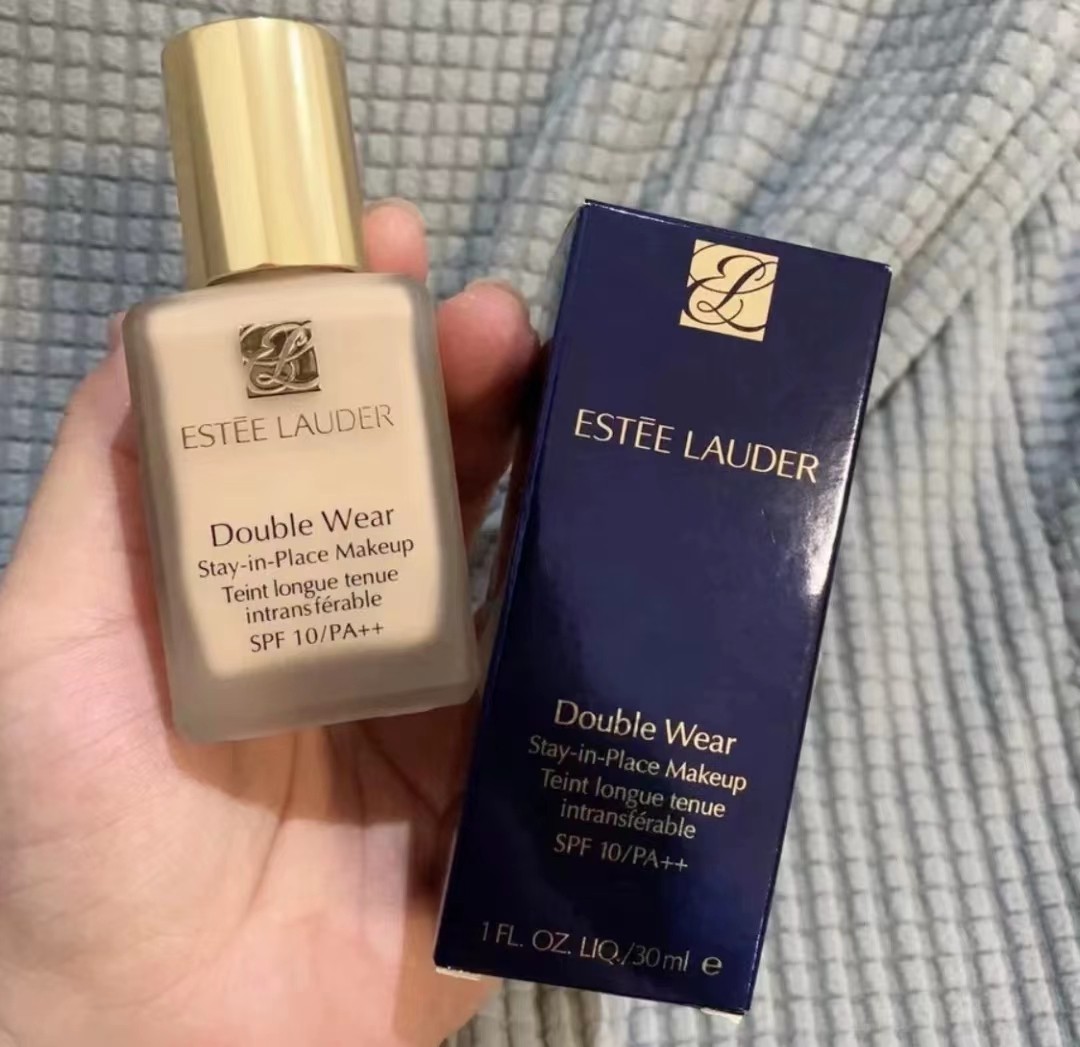 ESTĒE LAUDER
Double Wear
Stay-in-Place Makeup
Teint longue tenue
intransférable
SPF 10/PA++
ESTĒE LAUDER
Double Wear
Stay-in-Place Makeup
Teint longue tenue
intransférable
SPF 10/PA++
1 FL. OZ. LIQ./30ml e